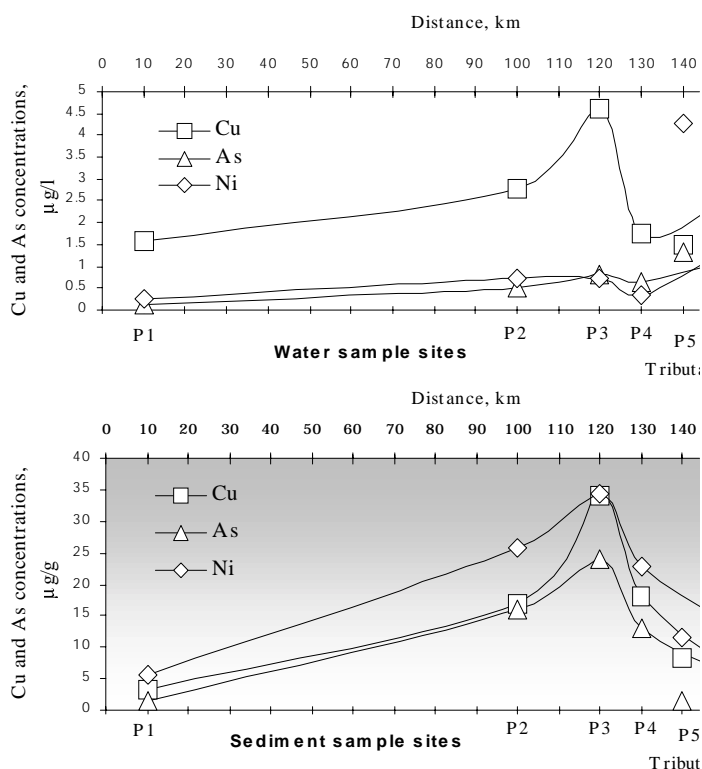 Distance, km
0 10 20 30 40 50 60 70 80 90 100 110 120 130 140
Cu and As concentrations,
µg/l
5
4.5
4
3.5
3
2.5
2
1.5
1
0.5
0
Cu
As
Ni
P1 P2 P3 P4 P5
Water sample sites
Tributa
Distance, km
0 10 20 30 40 50 60 70 80 90 100 110 120 130 140
Cu and As concentrations,
µg/g
40
35
30
25
20
15
10
5
0
Cu
As
Ni
P1 P2 P3 P4 P5
Sediment sample sites
Tribut